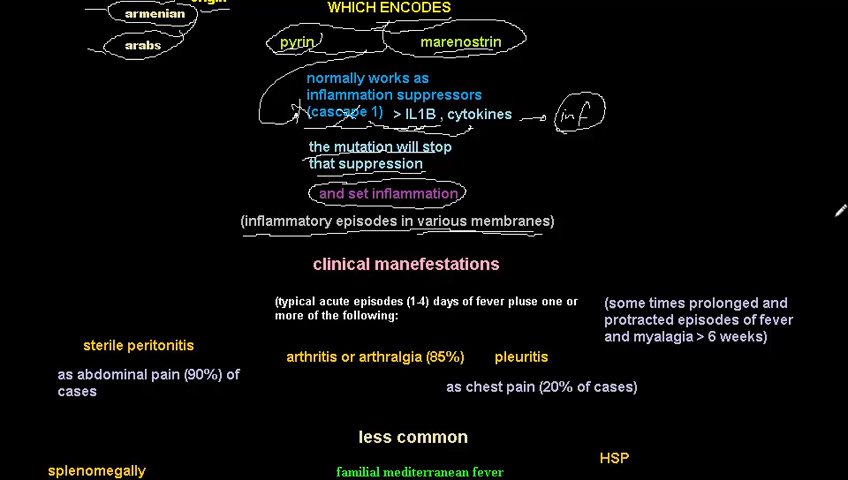 origin
armenian
arabs
WHICH ENCODES
pyrin marenostrin
normally works as
inflammation suppressors
(cascape 1) > IL1B , cytokines
inf
the mutation will stop
that suppression
and set inflammation
(inflammatory episodes in various membranes)
clinical manefestations
(typical acute episodes (1-4) days of fever pluse one or
more of the following:
(some times prolonged and
protracted episodes of fever
and myalagia > 6 weeks)
sterile peritonitis
as abdominal pain (90%) of
cases
arthritis or arthralgia (85%)
pleuritis
as chest pain (20% of cases)
less common
splenomegally
familial mediterranean fever
HSP